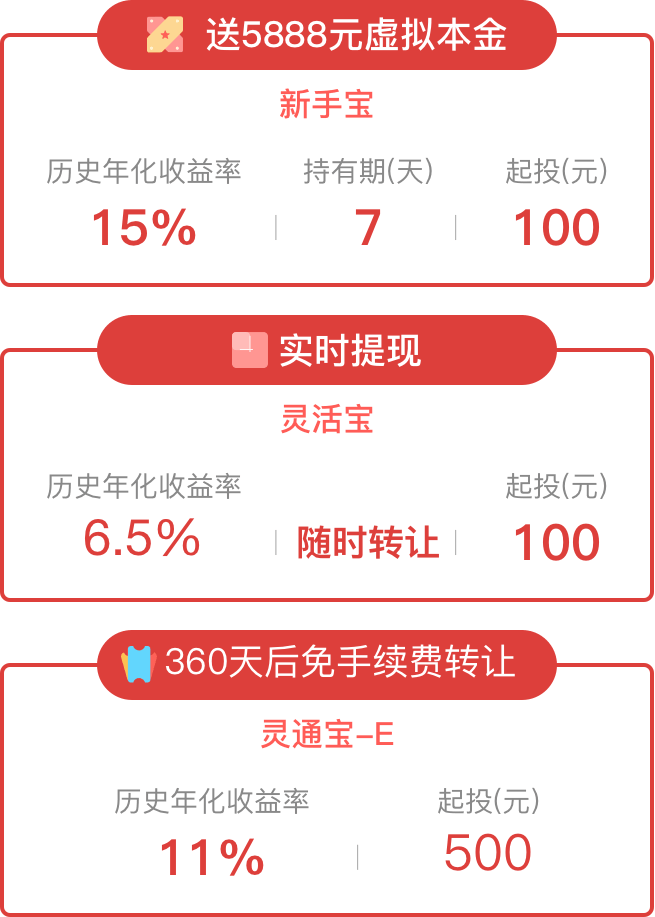 送5888元虚拟本金
新手宝
历史年化收益率 持有期(天) 起投(元)
15% 7 100
实时提现
灵活宝
历史年化收益率 起投(元)
6.5% 随时转让 100
360天后免手续费转让
灵通宝-E
历史年化收益率 起投(元)
11% 500